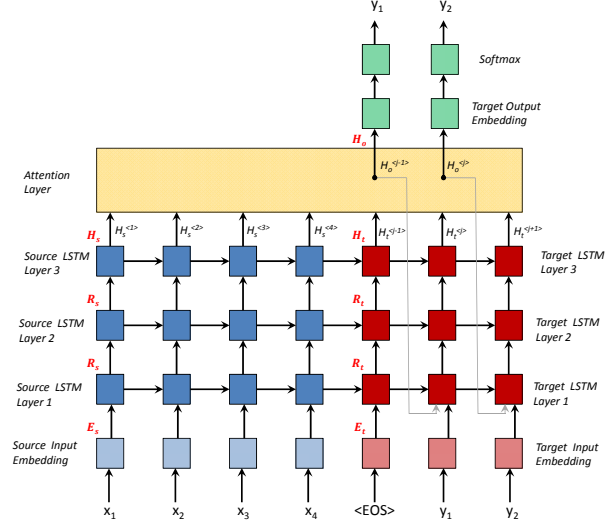 y1 y2
Softmax
Target Output
Embedding
Ho
Ho<j-1> Ho<j>
Attention
Layer
Hs Hs<1> Hs<2> Hs<3> Hs<4> Ht Ht<j-1> Ht<j> Ht<j+1>
Source LSTM
Layer 3
Target LSTM
Layer 3
Rs Rt
Source LSTM
Layer 2
Target LSTM
Layer 2
Rs Rt
Source LSTM
Layer 1
Target LSTM
Layer 1
Es Et
Source Input
Embedding
Target Input
Embedding
x1 x2 x3 x4 <EOS> y1 y2